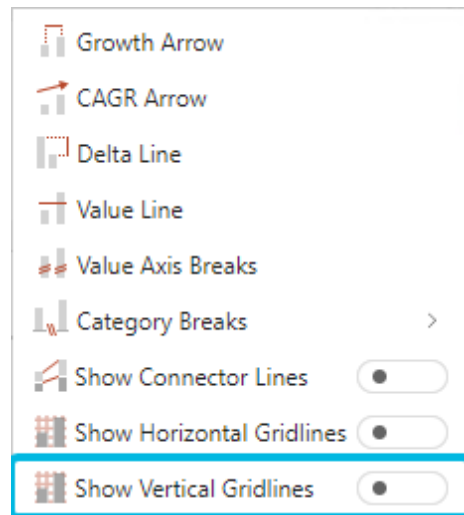 Growth Arrow
CAGR Arrow
Delta Line
Value Line
Value Axis Breaks
Category Breaks
Show Connector Lines
Show Horizontal Gridlines
Show Vertical Gridlines